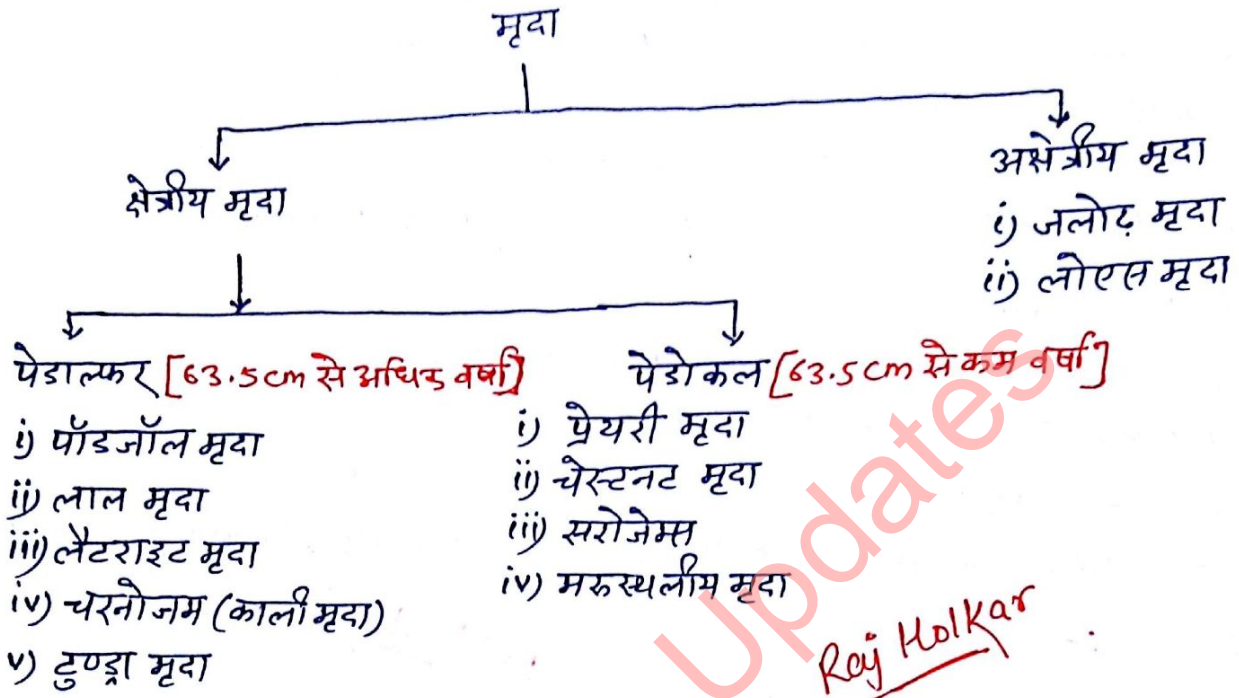 मृदा
क्षेत्रीय मृदा
अक्षेत्रीय मृदा
i) जलोढ़ मृदा
ii) लोएस मृदा
पेडाल्फर [63.5cm से अधिक वर्षा]
i) पॉडजॉल मृदा
ii) लाल मृदा
iii) लैटराइट मृदा
iv) चरनोजम (काली मृदा)
v) टुण्ड्रा मृदा
पेडोकल [63.5cm से कम वर्षा]
i) प्रेयरी मृदा
ii) चेस्टनट मृदा
iii) सरोजेम्स
iv) मरुस्थलीय मृदा
Updates
Raj Holkar